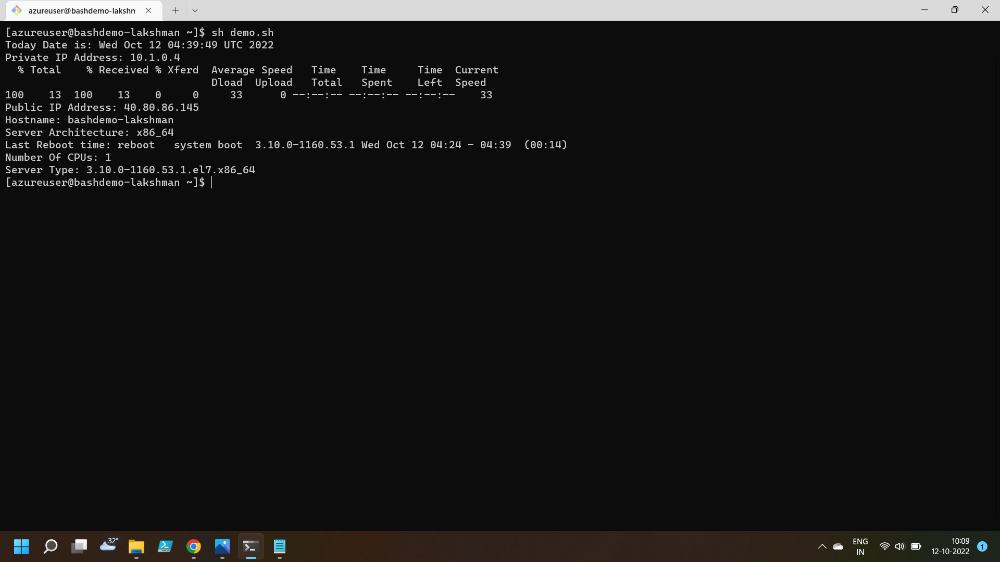 azureuser@bashdemo-lakshm
[azureuser@bashdemo-lakshman ~]$ sh demo.sh
Today Date is: Wed Oct 12 04:39:49 UTC 2022
Private IP Address: 10.1.0.4
  % Total    % Received % Xferd  Average Speed   Time    Time     Time  Current
                                 Dload  Upload   Total   Spent    Left  Speed
100    13  100    13    0     0     33      0 --:--:-- --:--:-- --:--:--    33
Public IP Address: 40.80.86.145
Hostname: bashdemo-lakshman
Server Architecture: x86_64
Last Reboot time: reboot   system boot  3.10.0-1160.53.1 Wed Oct 12 04:24 - 04:39  (00:14)
Number Of CPUs: 1
Server Type: 3.10.0-1160.53.1.el7.x86_64
[azureuser@bashdemo-lakshman ~]$
32°
ENG
IN
10:09
12-10-2022
1